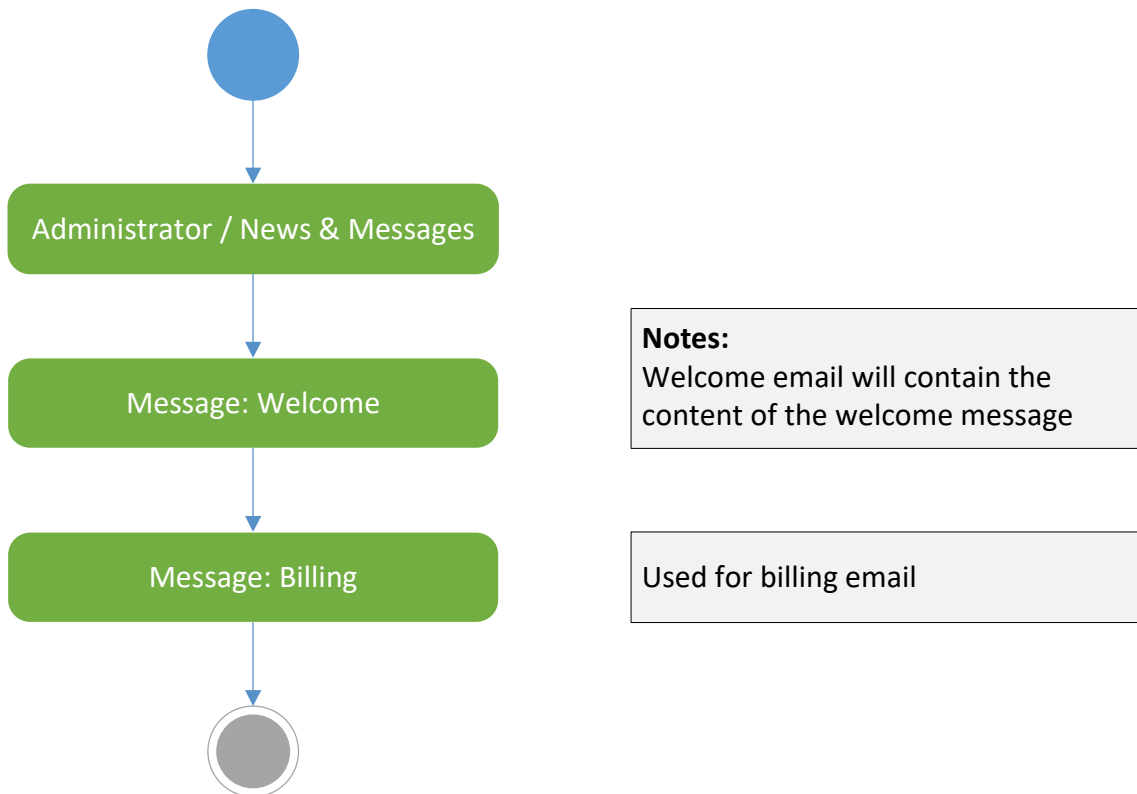 Administrator / News & Messages
Notes:
Welcome email will contain the
content of the welcome message
Message: Welcome
Message: Billing
Used for billing email